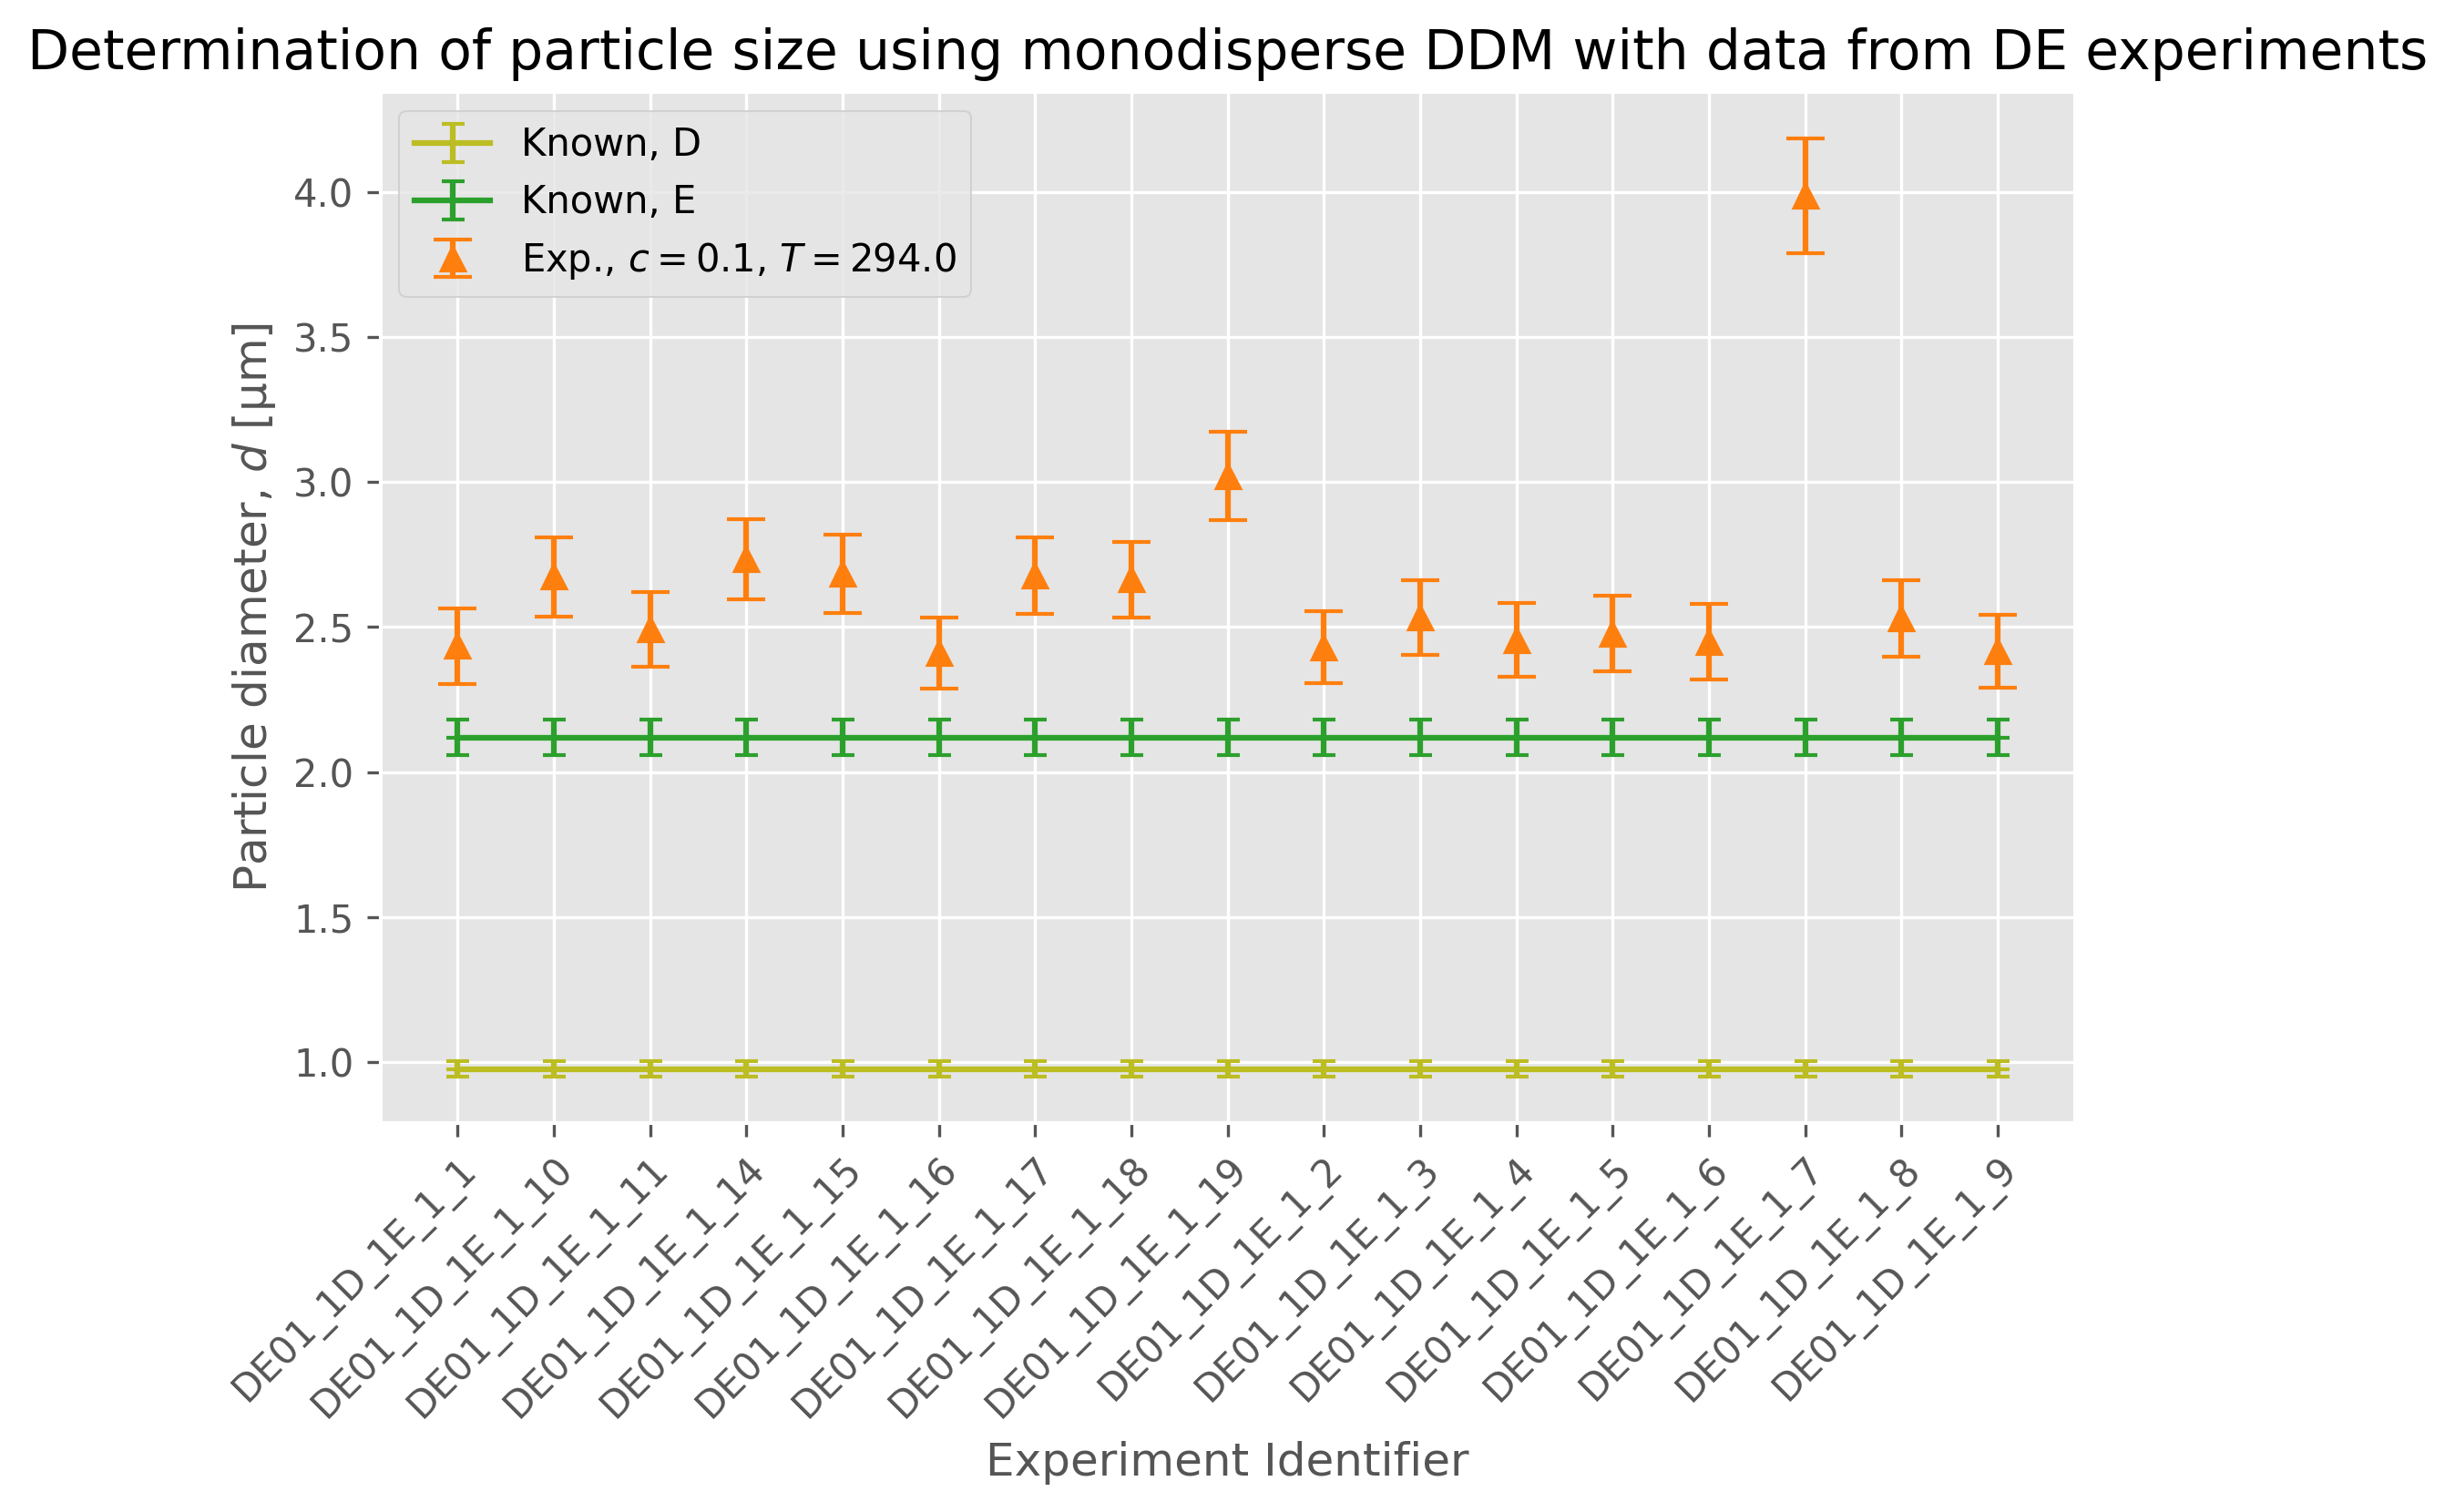 Determination of particle size using monodisperse DDM with data from DE experiments
Known, D
Known, E
Exp., c = 0.1, T = 294.0
Particle diameter, d [µm]
4.0
3.5
3.0
2.5
2.0
1.5
1.0
DE01_1D_1E_1_1
DE01_1D_1E_1_10
DE01_1D_1E_1_11
DE01_1D_1E_1_14
DE01_1D_1E_1_15
DE01_1D_1E_1_16
DE01_1D_1E_1_17
DE01_1D_1E_1_18
DE01_1D_1E_1_19
DE01_1D_1E_1_2
DE01_1D_1E_1_3
DE01_1D_1E_1_4
DE01_1D_1E_1_5
DE01_1D_1E_1_6
DE01_1D_1E_1_7
DE01_1D_1E_1_8
DE01_1D_1E_1_9
Experiment Identifier